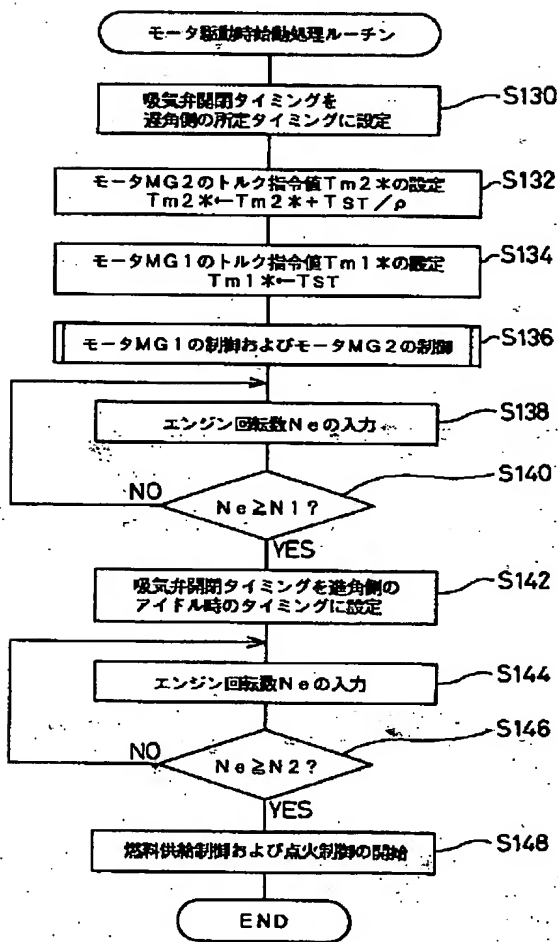 モータ駆動時始動処理ルーチン
吸気弁開閉タイミングを
遅角側の所定タイミングに設定
S130
モータMG2のトルク指令値Tm2*の設定
Tm2*←Tm2*+TST/ρ
S132
モータMG1のトルク指令値Tm1*の設定
Tm1*←TST
S134
モータMG1の制御およびモータMG2の制御
S136
エンジン回転数Neの入力
S138
S140
NO
Ne≧N1?
YES
吸気弁開閉タイミングを進角側の
アイドル時のタイミングに設定
S142
エンジン回転数Neの入力
S144
S146
NO
Ne≧N2?
YES
燃料供給制御および点火制御の開始
S148
END